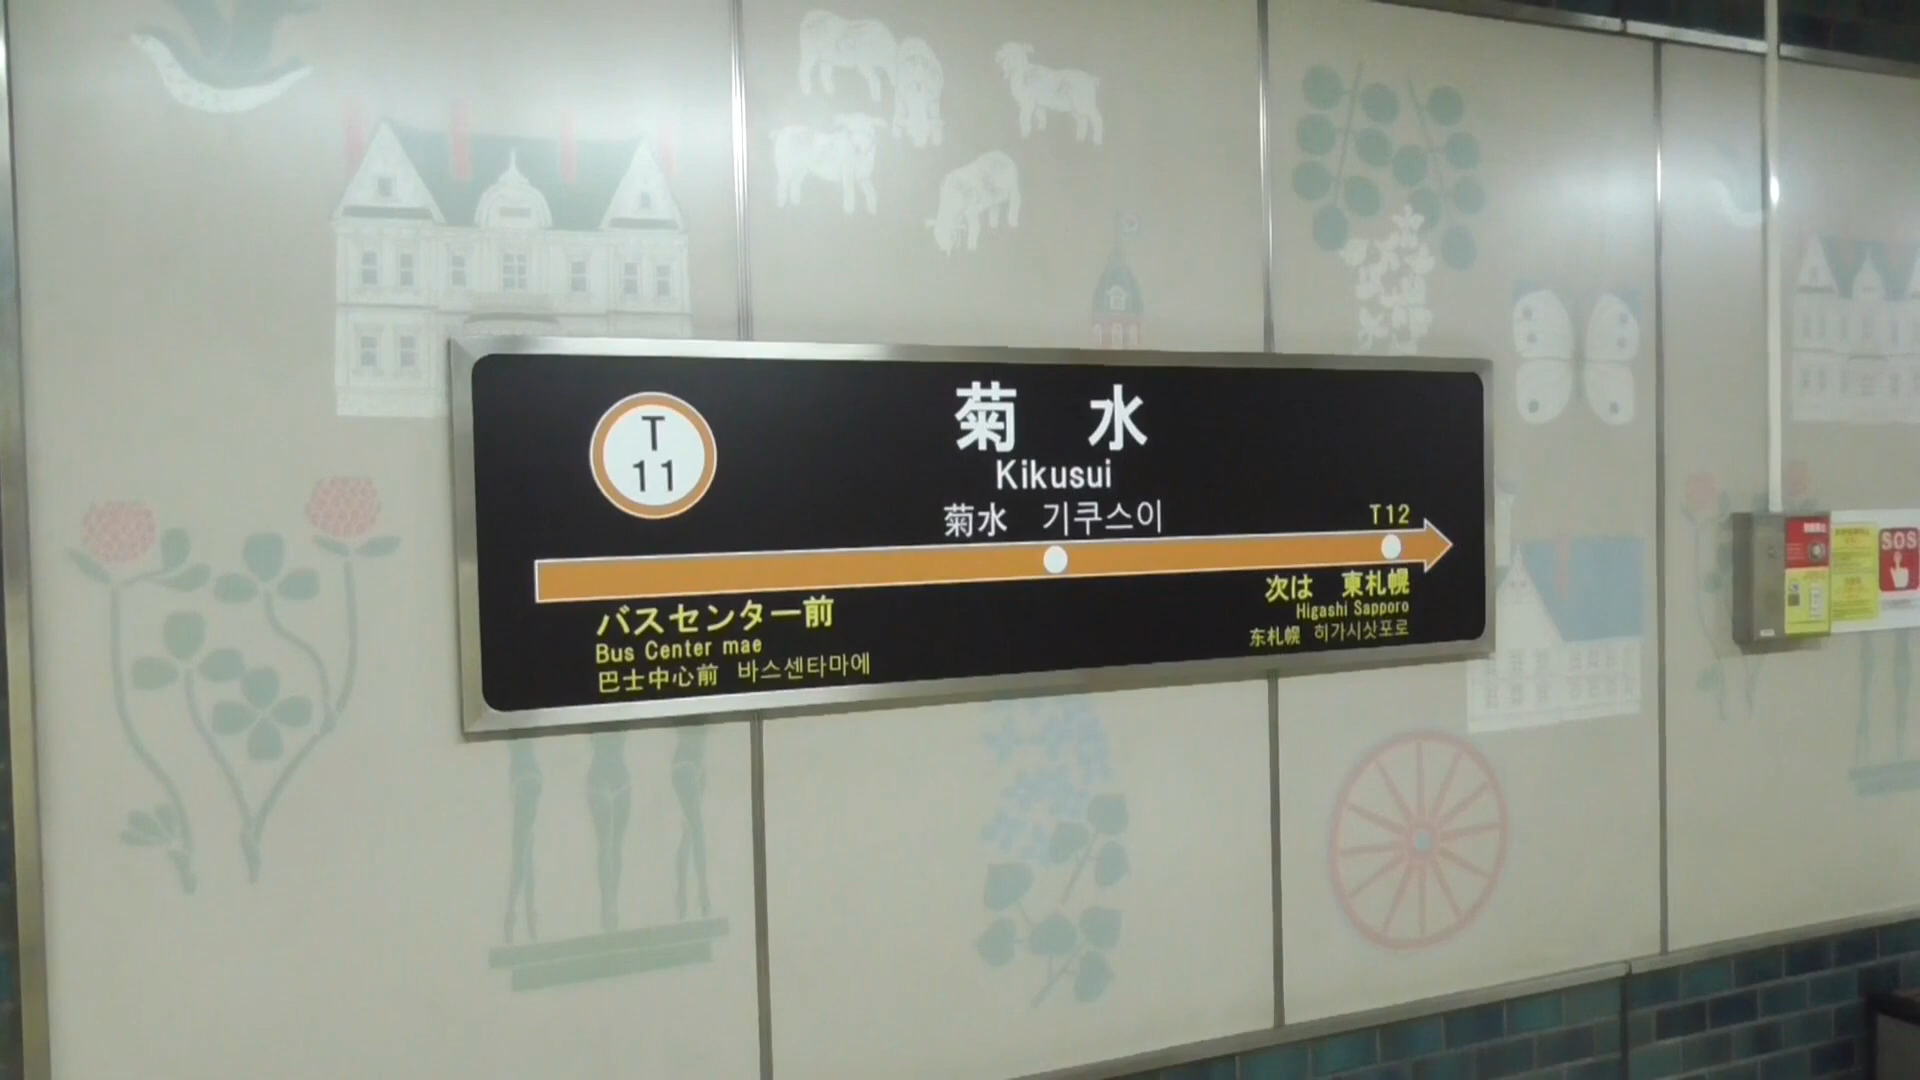 T
11
菊 水
Kikusui
菊水 기쿠스이
T12
バスセンター前
Bus Center mae
巴士中心前 바스센타마에
次は 東札幌
Higashi Sapporo
东札幌 히가시삿포로
SOS